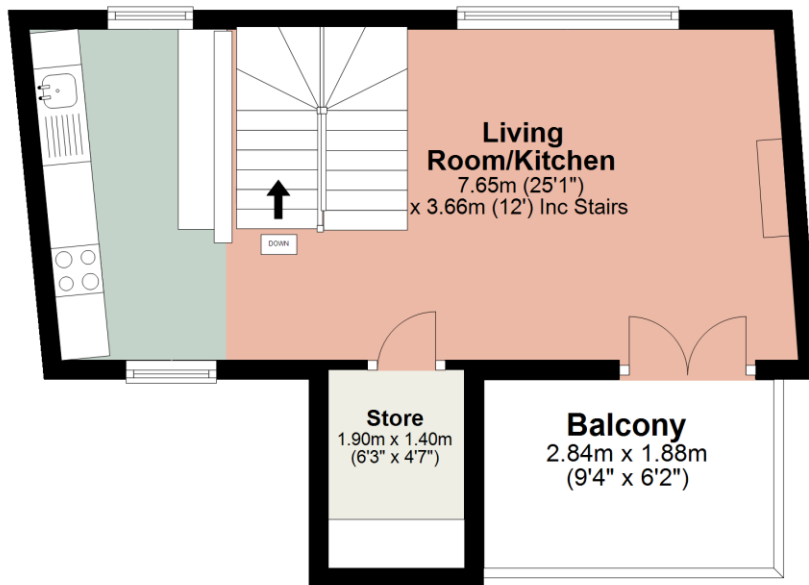 Living
Room/Kitchen
7.65m (25'1")
x 3.66m (12') Inc Stairs
DOWN
Store
1.90m x 1.40m
(6'3" x 4'7")
Balcony
2.84m x 1.88m
(9'4" x 6'2")